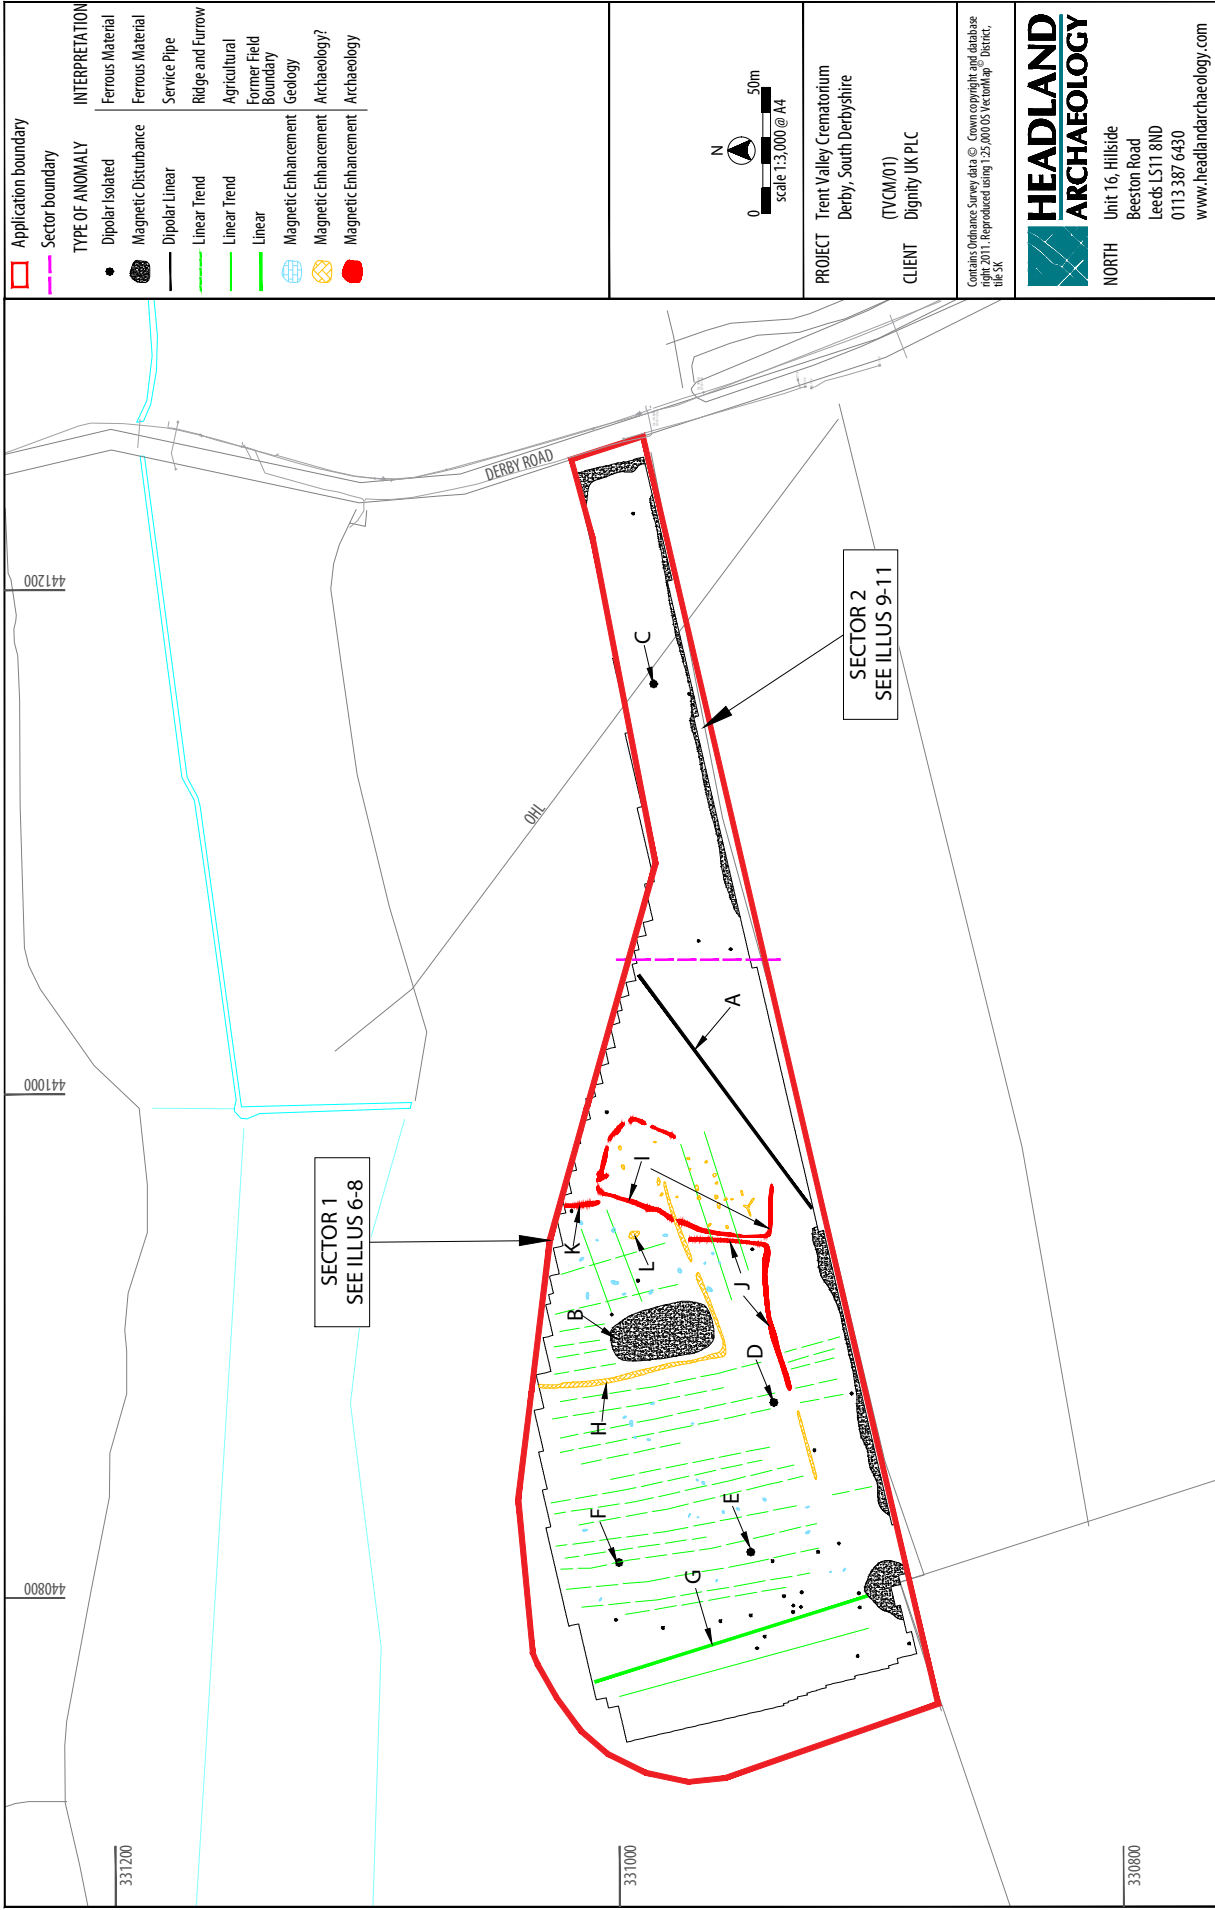 Application boundary
Sector boundary
TYPE OF ANOMALY INTERPRETATION
Dipolar Isolated Ferrous Material
Magnetic Disturbance Ferrous Material
Dipolar Linear Service Pipe
Linear Trend Ridge and Furrow
Linear Trend Agricultural
Linear Former Field
Boundary
Magnetic Enhancement Geology
Magnetic Enhancement Archaeology?
Magnetic Enhancement Archaeology
N
0 50m
scale 1:3,000 @ A4
PROJECT Trent Valley Crematorium
Derby, South Derbyshire
(TVCM/01)
CLIENT Dignity UK PLC
Contains Ordnance Survey data © Crown copyright and database
right 2011. Reproduced using 1:25,000 OS VectorMap© District,
tile SK
HEADLAND
ARCHAEOLOGY
NORTH Unit 16, Hillside
Beeston Road
Leeds LS11 8ND
0113 387 6430
www.headlandarchaeology.com
440800
441000
441200
331200
331000
330800
DERBY ROAD
OHL
SECTOR 1
SEE ILLUS 6-8
SECTOR 2
SEE ILLUS 9-11
A
B
C
D
E
F
G
H
I
J
K
L